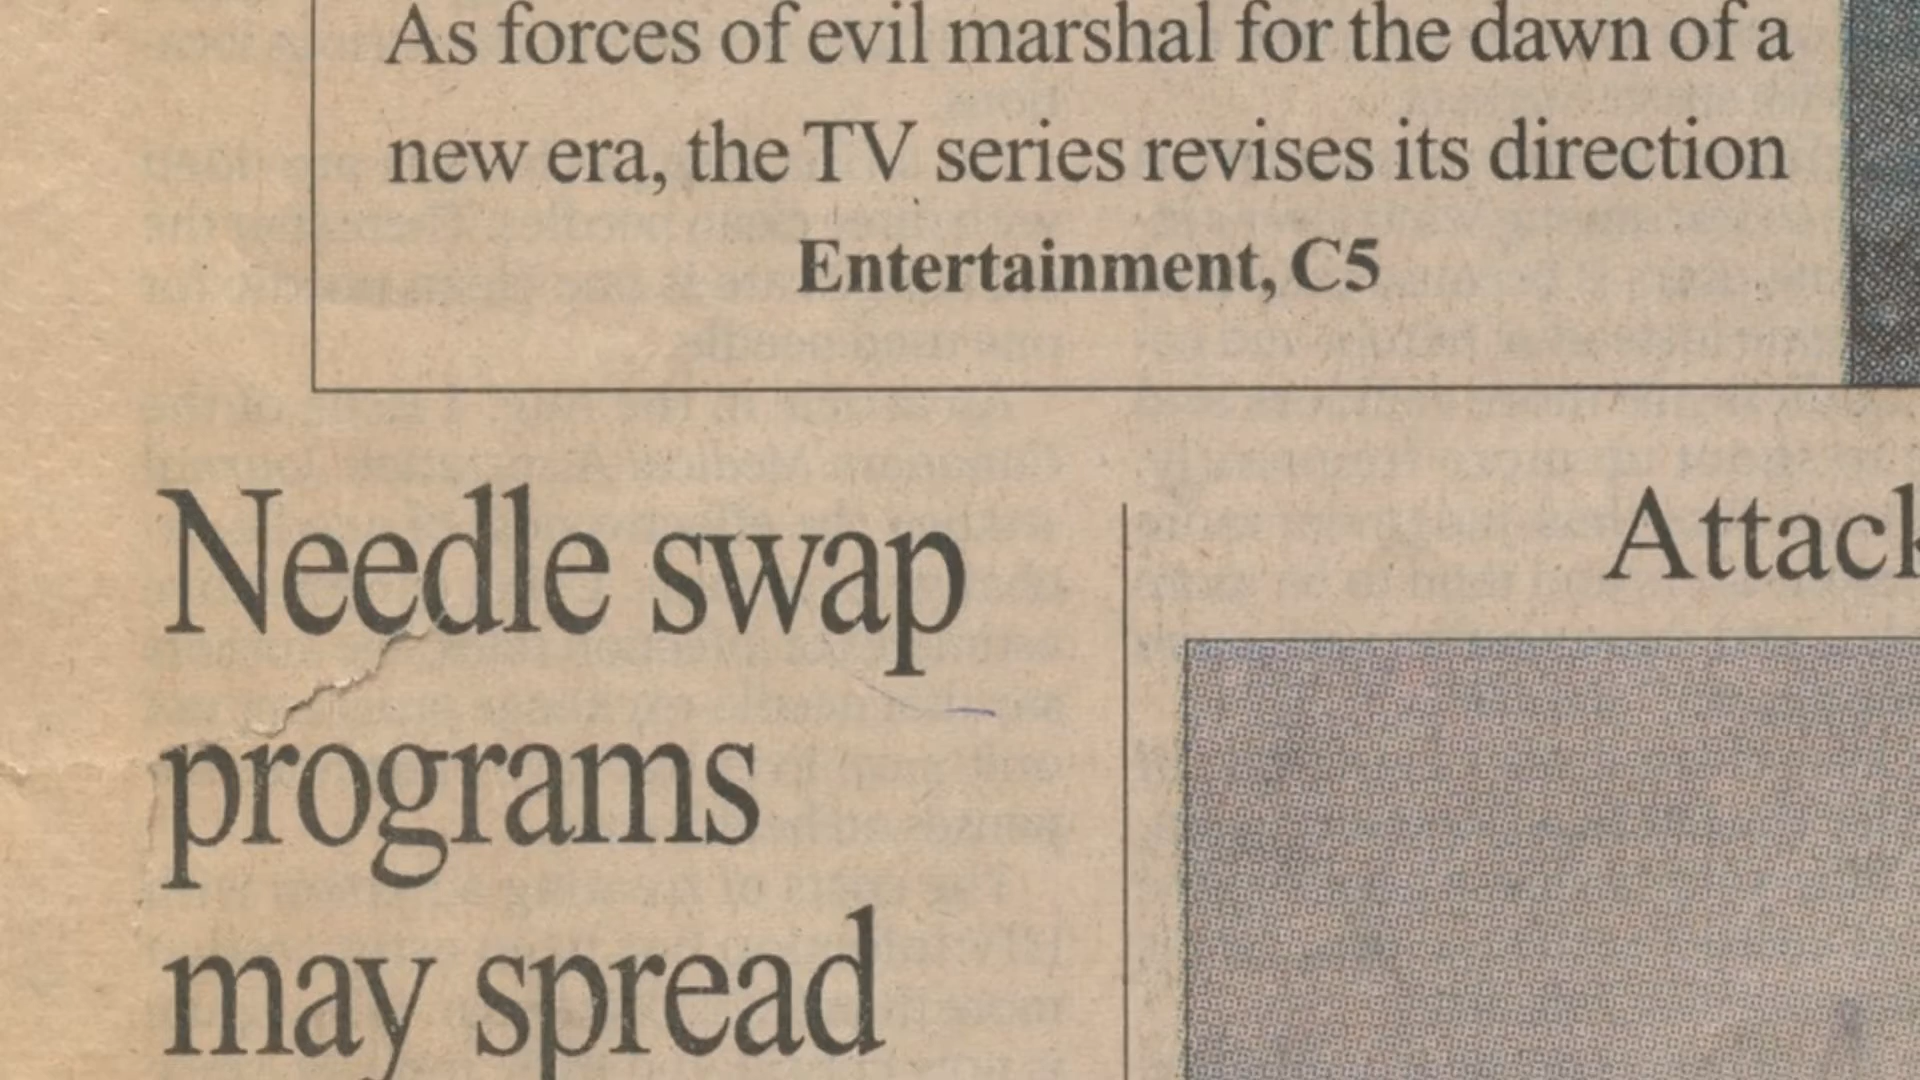 As forces of evil marshal for the dawn of a
new era, the TV series revises its direction
Entertainment, C5
Needle swap
programs
may spread
Attack